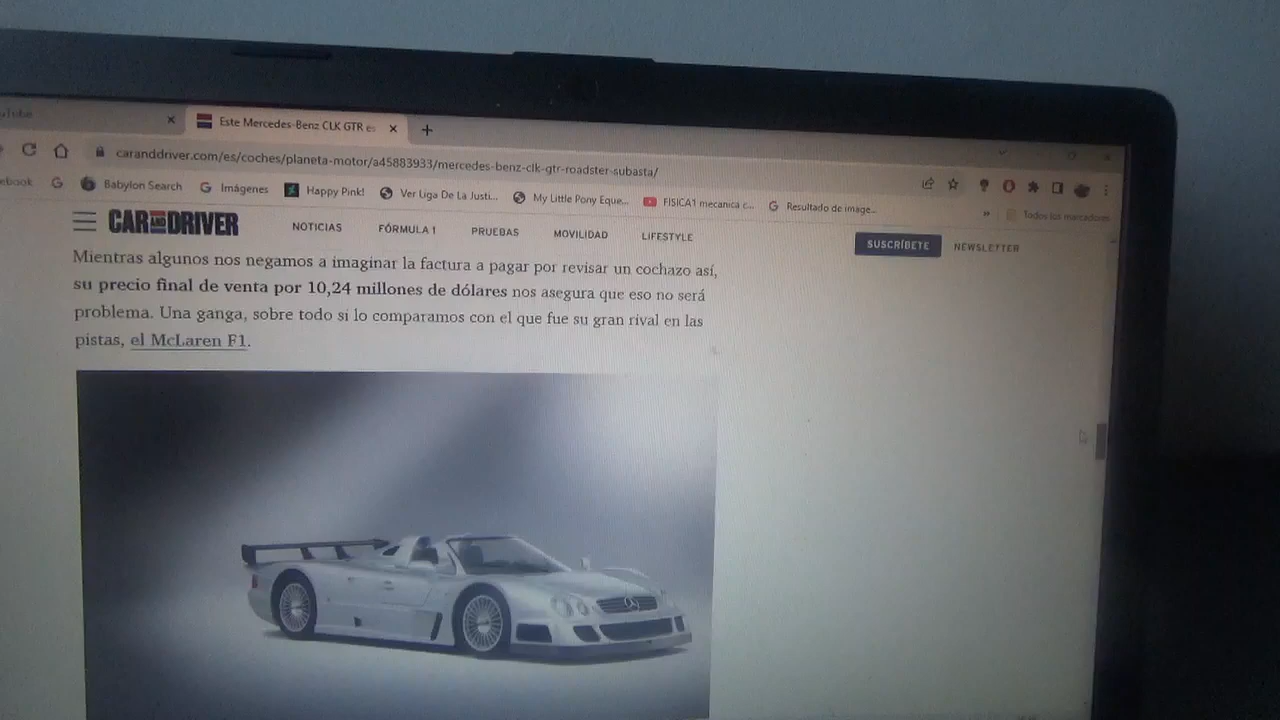 Este Mercedes-Benz CLK GTR es
caranddriver.com/es/coches/planeta-motor/a45883933/mercedes-benz-clk-gtr-roadster-subasta/
ebook
Babylon Search
Imágenes
Happy Pink!
Ver Liga De La Justi...
My Little Pony Eque...
FISICA1 mecanica c...
Resultado de image...
»
Todos los marcadores
CAR AND DRIVER
NOTICIAS
FÓRMULA 1
PRUEBAS
MOVILIDAD
LIFESTYLE
SUSCRÍBETE
NEWSLETTER
Mientras algunos nos negamos a imaginar la factura a pagar por revisar un cochazo así,
su precio final de venta por 10,24 millones de dólares nos asegura que eso no será
problema. Una ganga, sobre todo si lo comparamos con el que fue su gran rival en las
pistas, el McLaren F1.